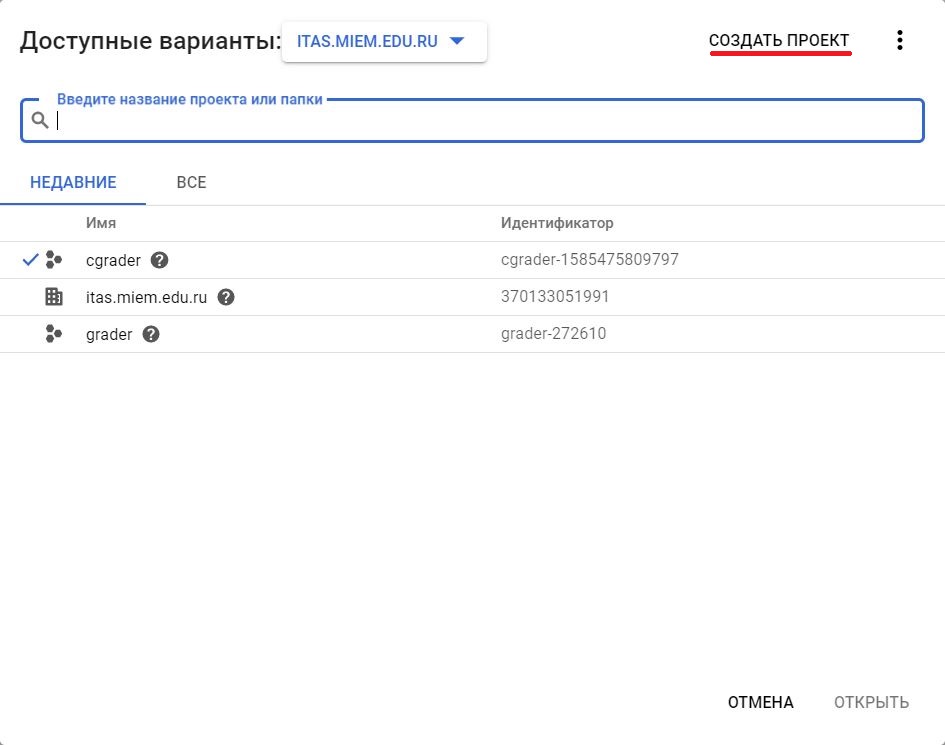 Доступные варианты: ITAS.MIEM.EDU.RU СОЗДАТЬ ПРОЕКТ
Введите название проекта или папки
НЕДАВНИЕ ВСЕ
Имя Идентификатор
cgrader cgrader-1585475809797
itas.miem.edu.ru 370133051991
grader grader-272610
ОТМЕНА ОТКРЫТЬ